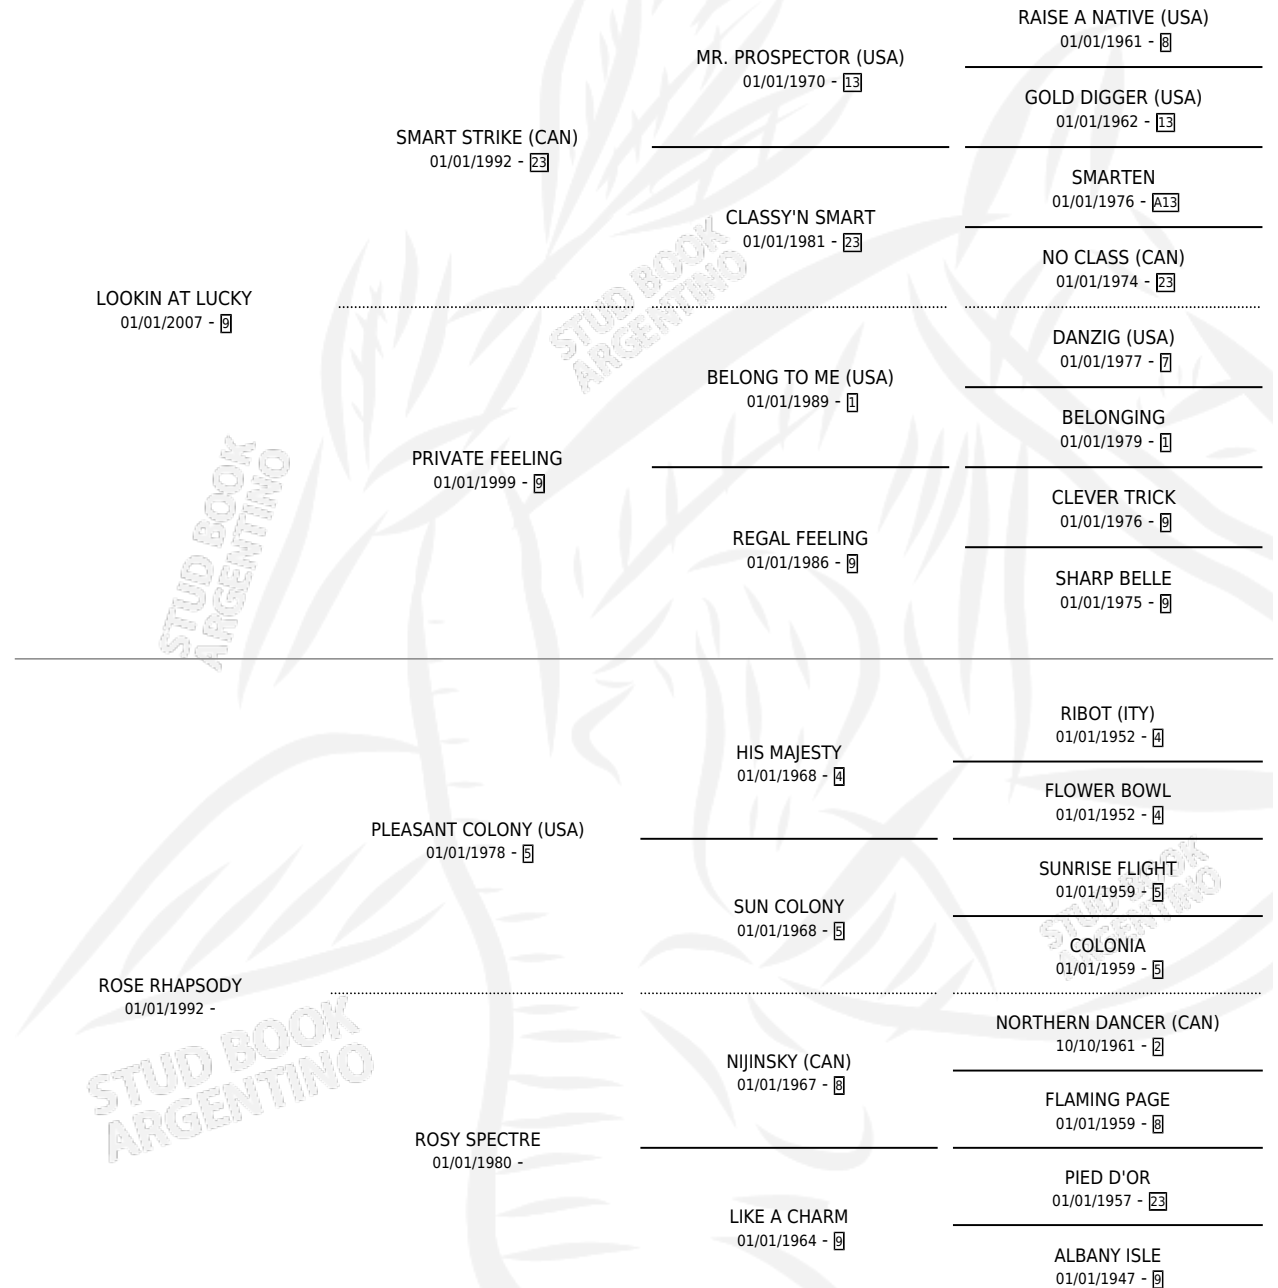 RAISE A NATIVE (USA)
01/01/1961 - 8
MR. PROSPECTOR (USA)
01/01/1970 - 13
GOLD DIGGER (USA)
01/01/1962 - 13
SMART STRIKE (CAN)
01/01/1992 - 23
SMARTEN
01/01/1976 - A13
CLASSY'N SMART
01/01/1981 - 23
NO CLASS (CAN)
01/01/1974 - 23
LOOKIN AT LUCKY
01/01/2007 - 9
STUD BOOK
ARGENTINO
DANZIG (USA)
01/01/1977 - 7
BELONG TO ME (USA)
01/01/1989 - 1
BELONGING
01/01/1979 - 1
PRIVATE FEELING
01/01/1999 - 9
CLEVER TRICK
01/01/1976 - 9
REGAL FEELING
01/01/1986 - 9
SHARP BELLE
01/01/1975 - 9
STUD BOOK
ARGENTINO
RIBOT (ITY)
01/01/1952 - 4
HIS MAJESTY
01/01/1968 - 4
FLOWER BOWL
01/01/1952 - 4
PLEASANT COLONY (USA)
01/01/1978 - 5
SUNRISE FLIGHT
01/01/1959 - 5
SUN COLONY
01/01/1968 - 5
STUD BOOK
ARGENTINO
COLONIA
01/01/1959 - 5
ROSE RHAPSODY
01/01/1992 -
STUD BOOK
ARGENTINO
NORTHERN DANCER (CAN)
10/10/1961 - 2
NIJINSKY (CAN)
01/01/1967 - 8
FLAMING PAGE
01/01/1959 - 8
ROSY SPECTRE
01/01/1980 -
PIED D'OR
01/01/1957 - 23
LIKE A CHARM
01/01/1964 - 9
ALBANY ISLE
01/01/1947 - 9